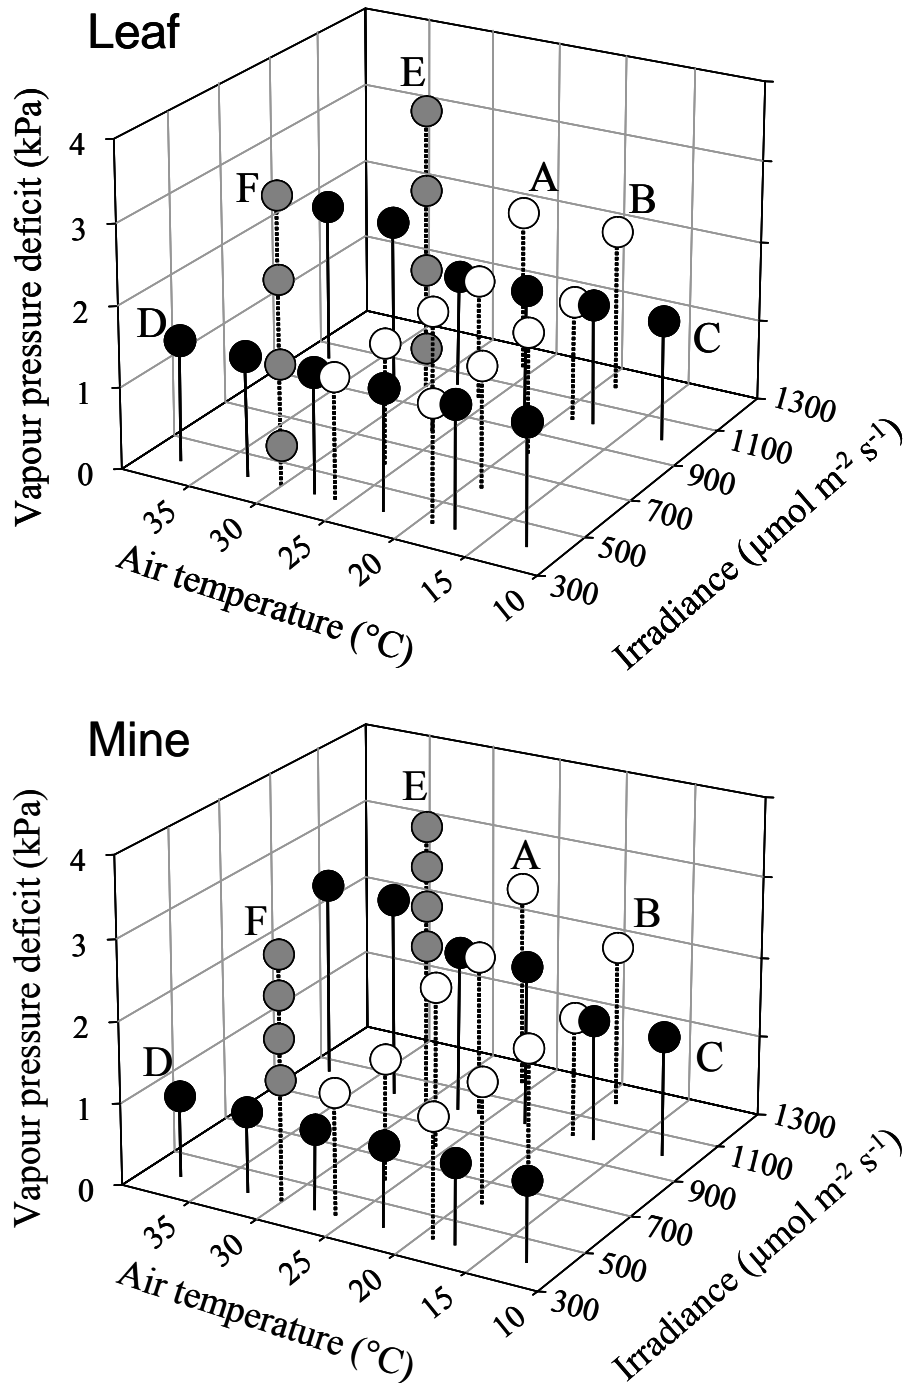 Leaf
E
A
B
F
D
C
Vapour pressure deficit (kPa)
4
3
2
1
0
35
30
25
20
15
10
Air temperature (°C)
300
500
700
900
1100
1300
Irradiance (µmol m-2 s-1)
Mine
E
A
B
F
D
C
Vapour pressure deficit (kPa)
4
3
2
1
0
35
30
25
20
15
10
Air temperature (°C)
300
500
700
900
1100
1300
Irradiance (µmol m-2 s-1)